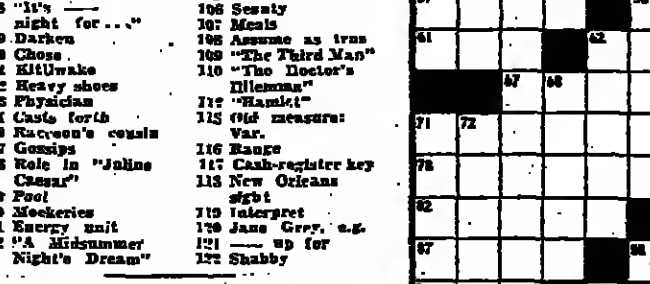 "It's ——
night for..."
Darken
Chose
Kittiwake
Heavy shoes
Physician
Casts forth
Raccoon's cousin
Gossips
Role in "Julius
Caesar"
Pool
Mockeries
Energy unit
"A Midsummer
Night's Dream"
106 Scanty
107 Meals
108 Assume as true
109 "The Third Man"
110 "The Doctor's
Dilemma"
112 "Hamlet"
115 Old measure:
Var.
116 Range
117 Cash-register key
118 New Orleans
sight
119 Interpret
120 Jane Grey, e.g.
121 —— up for
122 Shabby
61
62
67 68
71 72
78
82
87